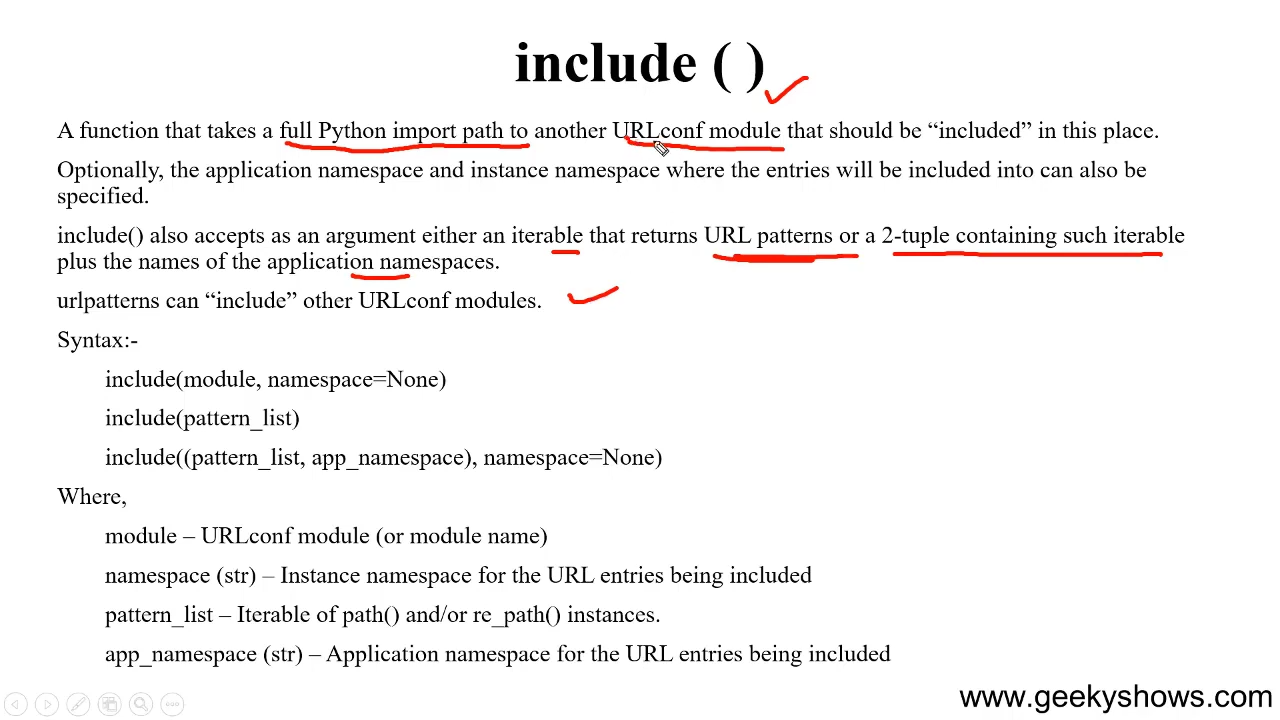 include ( )
A function that takes a full Python import path to another URLconf module that should be “included” in this place.
Optionally, the application namespace and instance namespace where the entries will be included into can also be
specified.
include() also accepts as an argument either an iterable that returns URL patterns or a 2-tuple containing such iterable
plus the names of the application namespaces.
urlpatterns can “include” other URLconf modules.
Syntax:-
include(module, namespace=None)
include(pattern_list)
include((pattern_list, app_namespace), namespace=None)
Where,
module – URLconf module (or module name)
namespace (str) – Instance namespace for the URL entries being included
pattern_list – Iterable of path() and/or re_path() instances.
app_namespace (str) – Application namespace for the URL entries being included
www.geekyshows.com